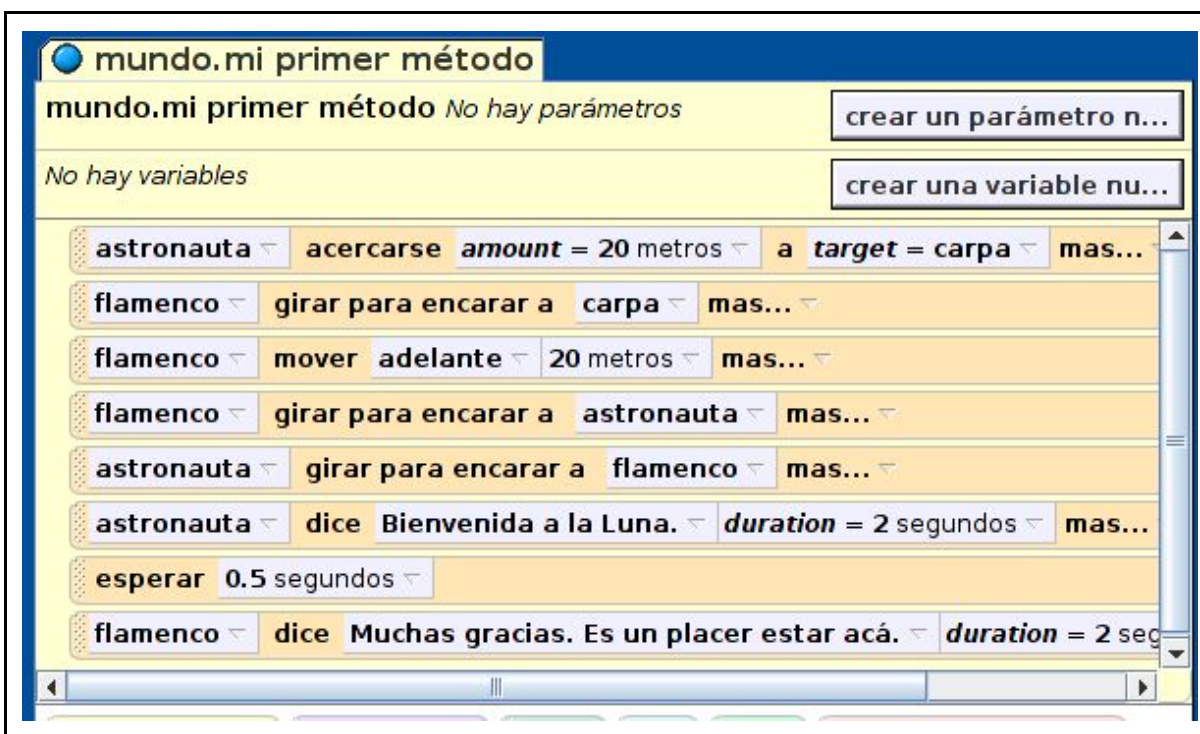 mundo.mi primer método
mundo.mi primer método No hay parámetros crear un parámetro n...
No hay variables crear una variable nu...
astronauta acercarse amount = 20 metros a target = carpa mas...
flamenco girar para encarar a carpa mas...
flamenco mover adelante 20 metros mas...
flamenco girar para encarar a astronauta mas...
astronauta girar para encarar a flamenco mas...
astronauta dice Bienvenida a la Luna. duration = 2 segundos mas...
esperar 0.5 segundos
flamenco dice Muchas gracias. Es un placer estar acá. duration = 2 seg